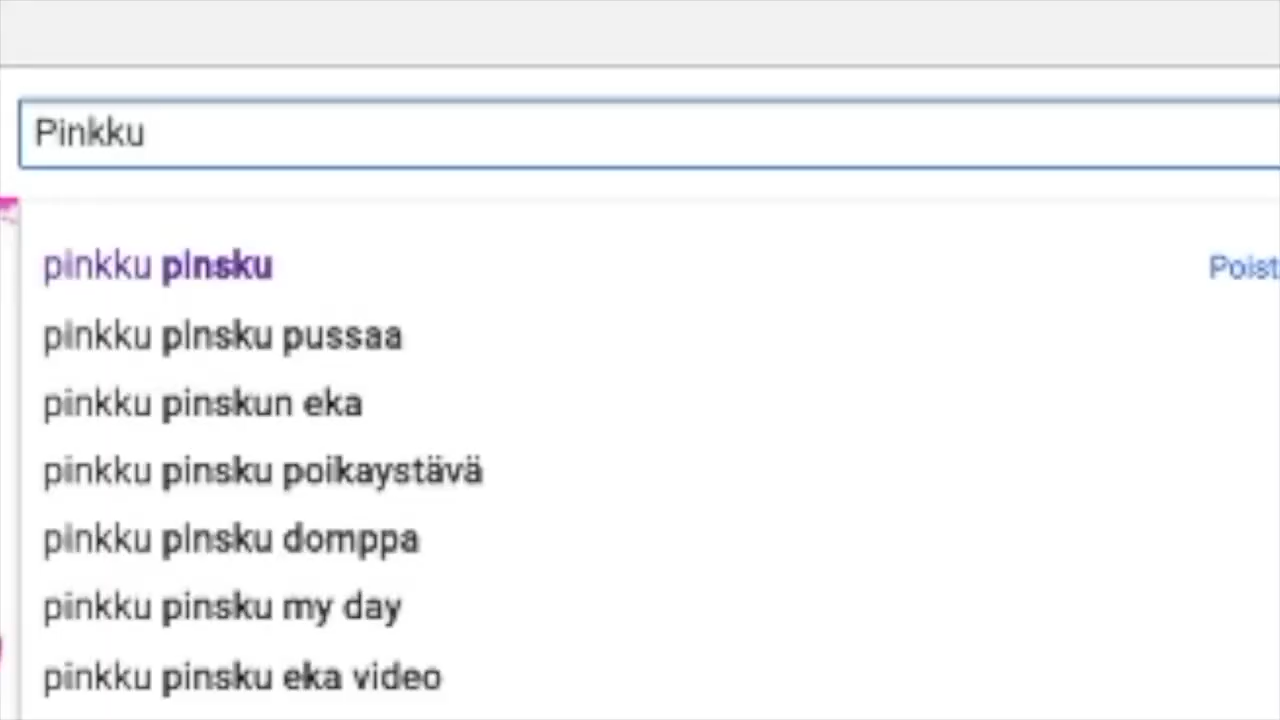 Pinkku
pinkku pinsku
Poist
pinkku pinsku pussaa
pinkku pinskun eka
pinkku pinsku poikaystävä
pinkku pinsku domppa
pinkku pinsku my day
pinkku pinsku eka video